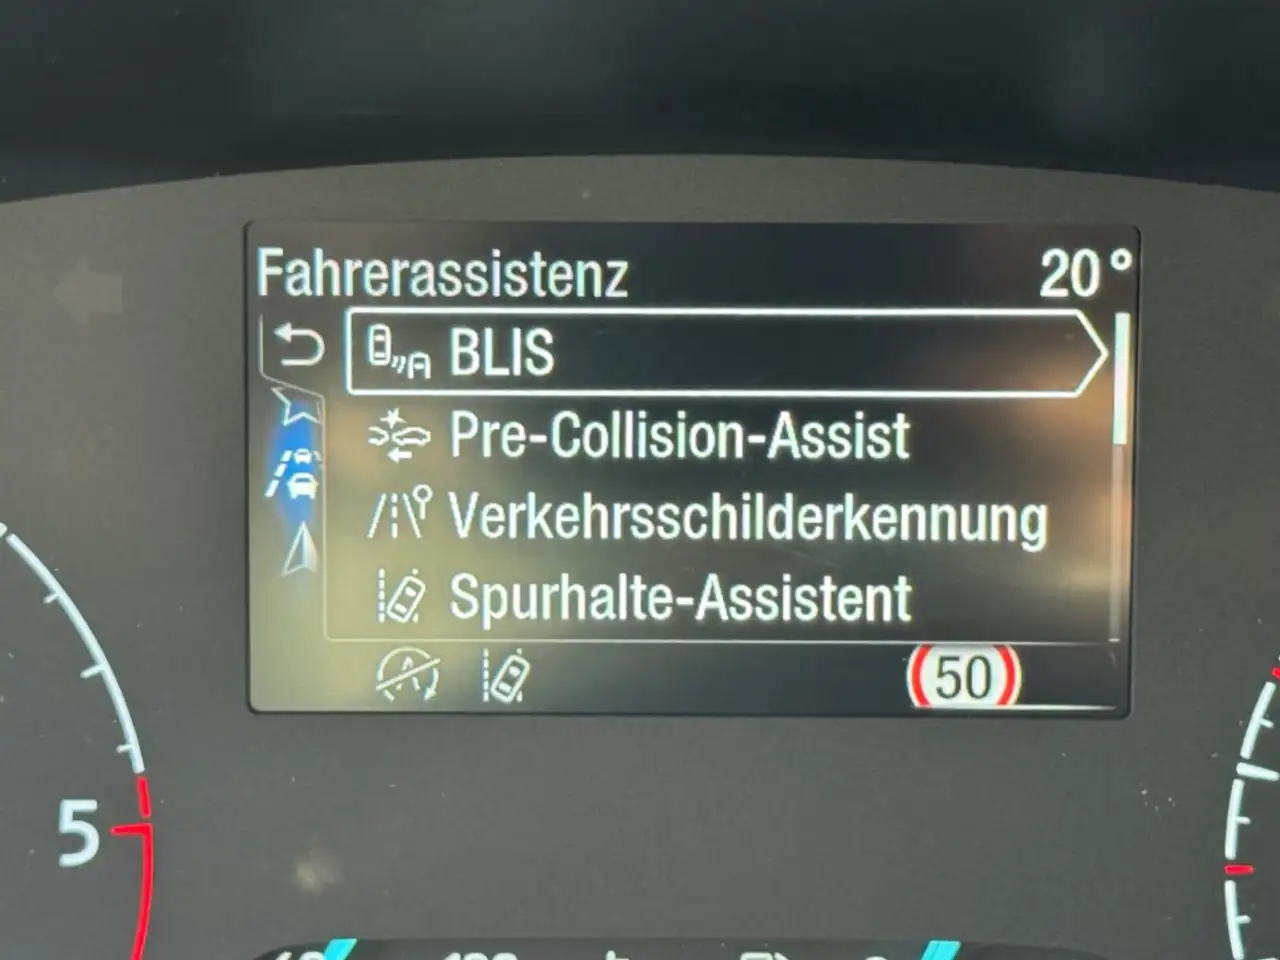 Fahrerassistenz 20°
BLIS
Pre-Collision-Assist
Verkehrsschilderkennung
Spurhalte-Assistent
50
5